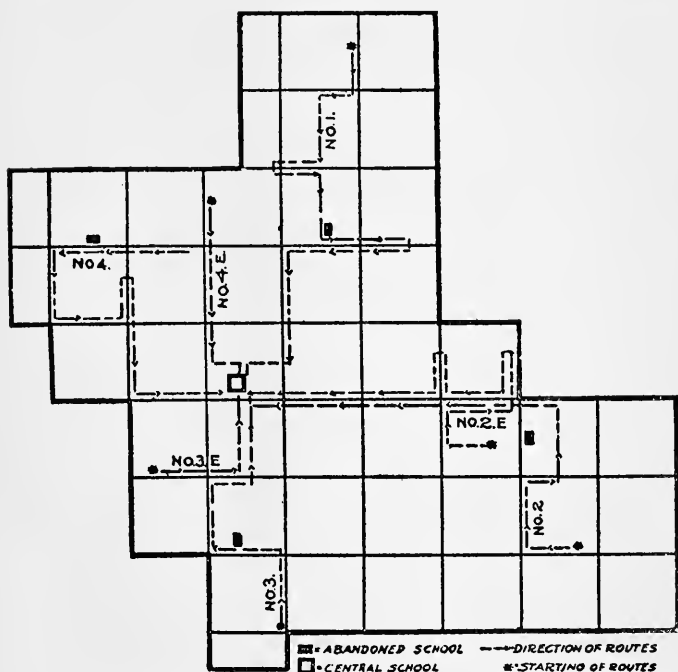 NO.1.
NO.4.
NO.4.E.
NO.2.E
NO.3.E
NO.2
NO.3.
= ABANDONED SCHOOL
DIRECTION OF ROUTES
= CENTRAL SCHOOL
STARTING OF ROUTES